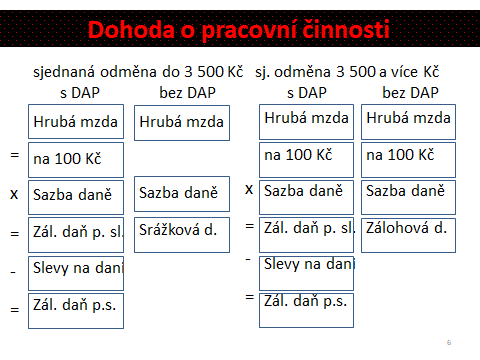 Dohoda o pracovní činnosti
sjednaná odměna do 3 500 Kč sj. odměna 3 500 a více Kč
s DAP bez DAP s DAP bez DAP
Hrubá mzda Hrubá mzda Hrubá mzda Hrubá mzda
= na 100 Kč na 100 Kč na 100 Kč
x Sazba daně Sazba daně x Sazba daně Sazba daně
= Zál. daň p. sl. Srážková d. = Zál. daň p. sl. Zálohová d.
- Slevy na dani - Slevy na dani
= Zál. daň p.s. = Zál. daň p.s.
6